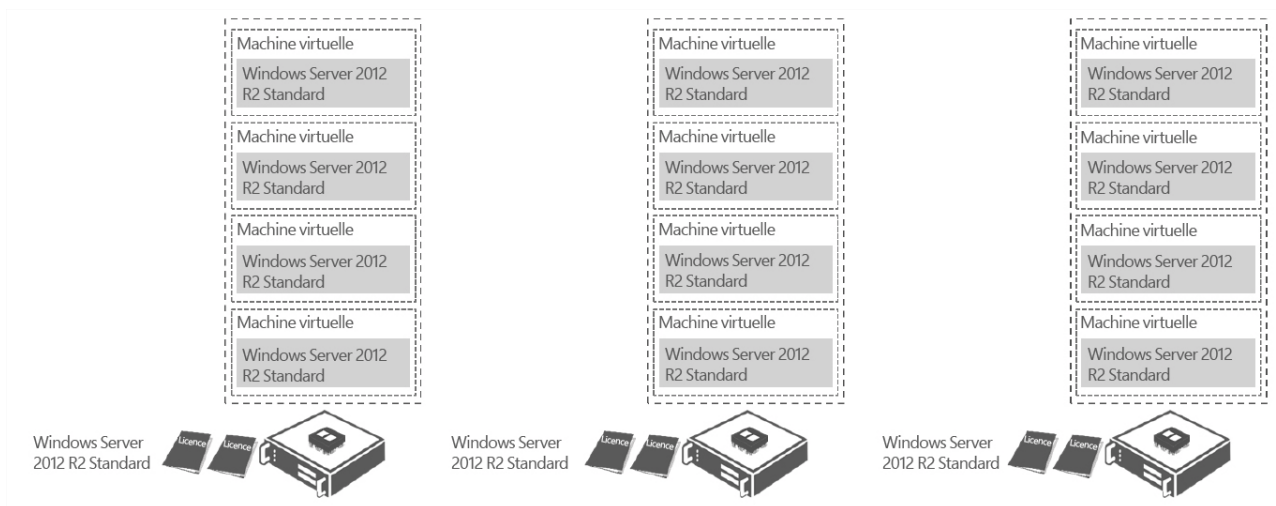 Machine virtuelle
Windows Server 2012
R2 Standard
Machine virtuelle
Windows Server 2012
R2 Standard
Machine virtuelle
Windows Server 2012
R2 Standard
Machine virtuelle
Windows Server 2012
R2 Standard
Windows Server
2012 R2 Standard
Licence
Licence
Machine virtuelle
Windows Server 2012
R2 Standard
Machine virtuelle
Windows Server 2012
R2 Standard
Machine virtuelle
Windows Server 2012
R2 Standard
Machine virtuelle
Windows Server 2012
R2 Standard
Windows Server
2012 R2 Standard
Licence
Licence
Machine virtuelle
Windows Server 2012
R2 Standard
Machine virtuelle
Windows Server 2012
R2 Standard
Machine virtuelle
Windows Server 2012
R2 Standard
Machine virtuelle
Windows Server 2012
R2 Standard
Windows Server
2012 R2 Standard
Licence
Licence